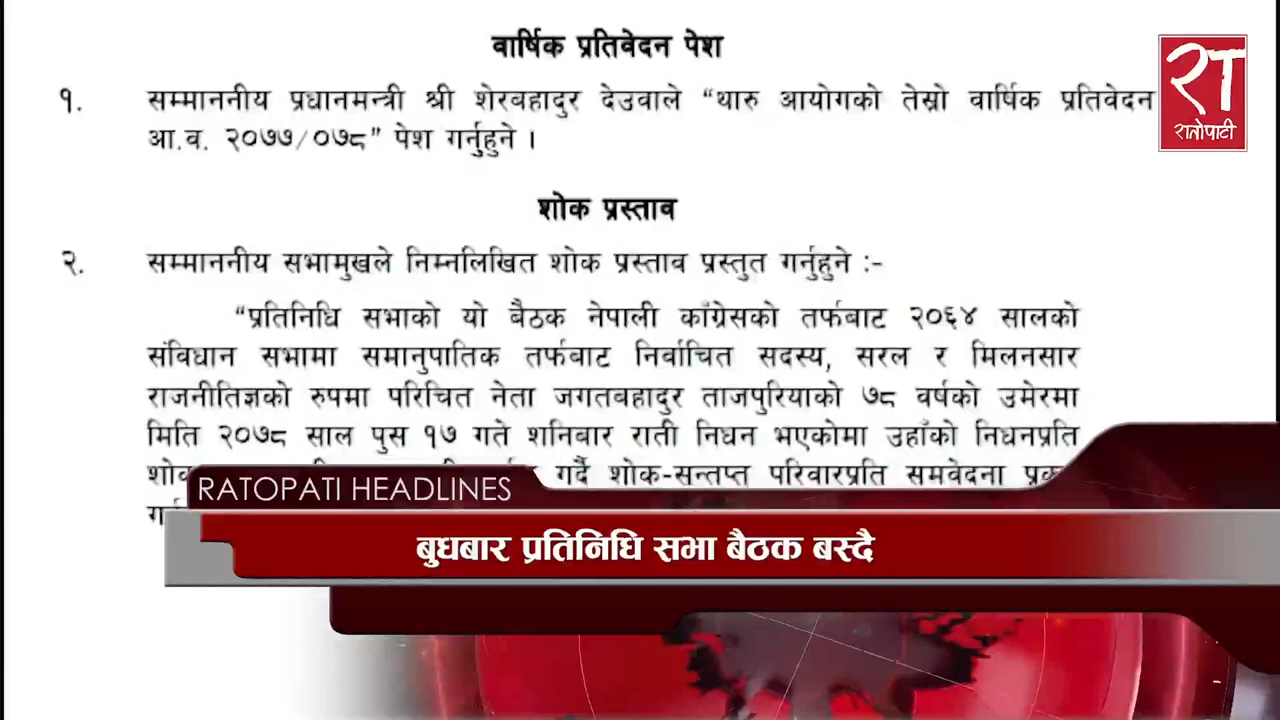 वार्षिक प्रतिवेदन पेश
१. सम्माननीय प्रधानमन्त्री श्री शेरबहादुर देउवाले “थारु आयोगको तेस्रो वार्षिक प्रतिवेदन
आ.व. २०७७/०७८” पेश गर्नुहुने ।
शोक प्रस्ताव
२. सम्माननीय सभामुखले निम्नलिखित शोक प्रस्ताव प्रस्तुत गर्नुहुने :-
“प्रतिनिधि सभाको यो बैठक नेपाली काँग्रेसको तर्फबाट २०६४ सालको
संविधान सभामा समानुपातिक तर्फबाट निर्वाचित सदस्य, सरल र मिलनसार
राजनीतिज्ञको रुपमा परिचित नेता जगतबहादुर ताजपुरियाको ७८ वर्षको उमेरमा
मिति २०७८ साल पुस १७ गते शनिबार राती निधन भएकोमा उहाँको निधनप्रति
गर्दै शोक-सन्तप्त परिवारप्रति समवेदना
रातोपाटी
RATOPATI HEADLINES
बुधबार प्रतिनिधि सभा बैठक बस्दै